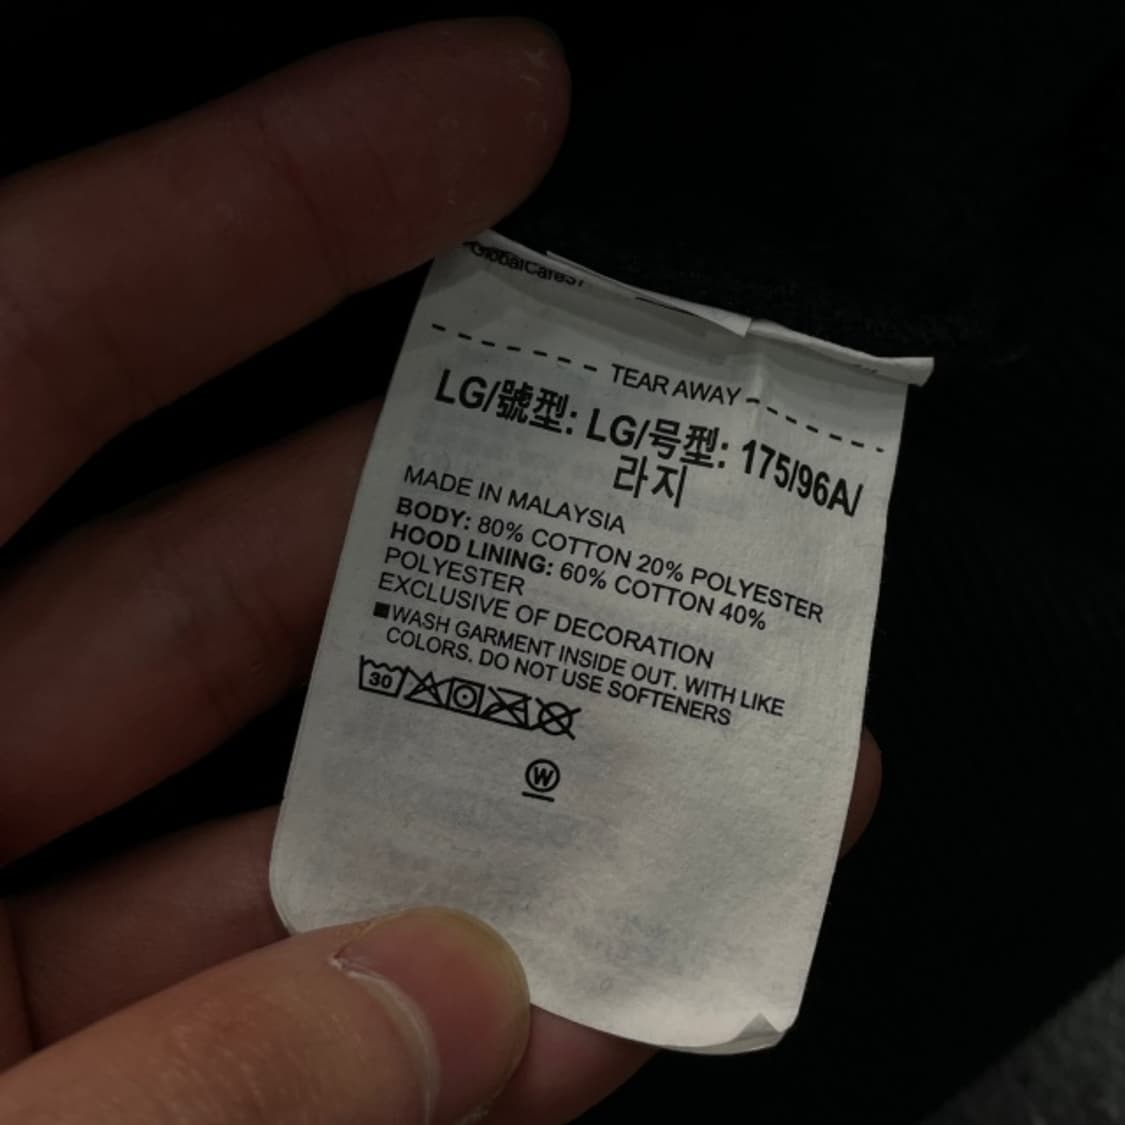 TEAR AWAY
LG/號型: LG/号型: 175/96A/
라지
MADE IN MALAYSIA
BODY: 80% COTTON 20% POLYESTER
HOOD LINING: 60% COTTON 40%
POLYESTER
EXCLUSIVE OF DECORATION
■WASH GARMENT INSIDE OUT. WITH LIKE
COLORS. DO NOT USE SOFTENERS
30
W